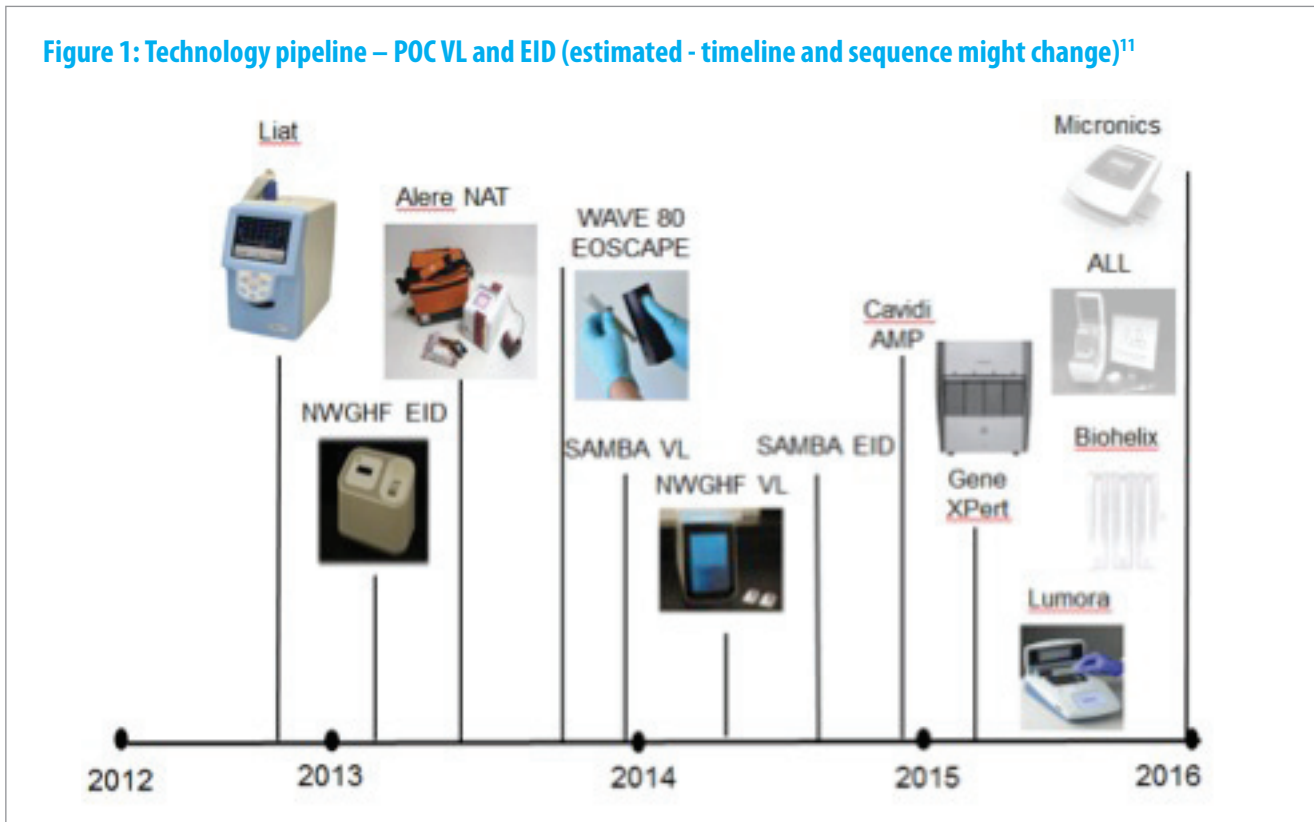 Figure 1: Technology pipeline – POC VL and EID (estimated - timeline and sequence might change)11
Liat
Alere NAT
WAVE 80
EOSCAPE
NWGHF EID
SAMBA VL
NWGHF VL
SAMBA EID
Cavidi
AMP
Gene
XPert
Micronics
ALL
Biohelix
Lumora
2012
2013
2014
2015
2016